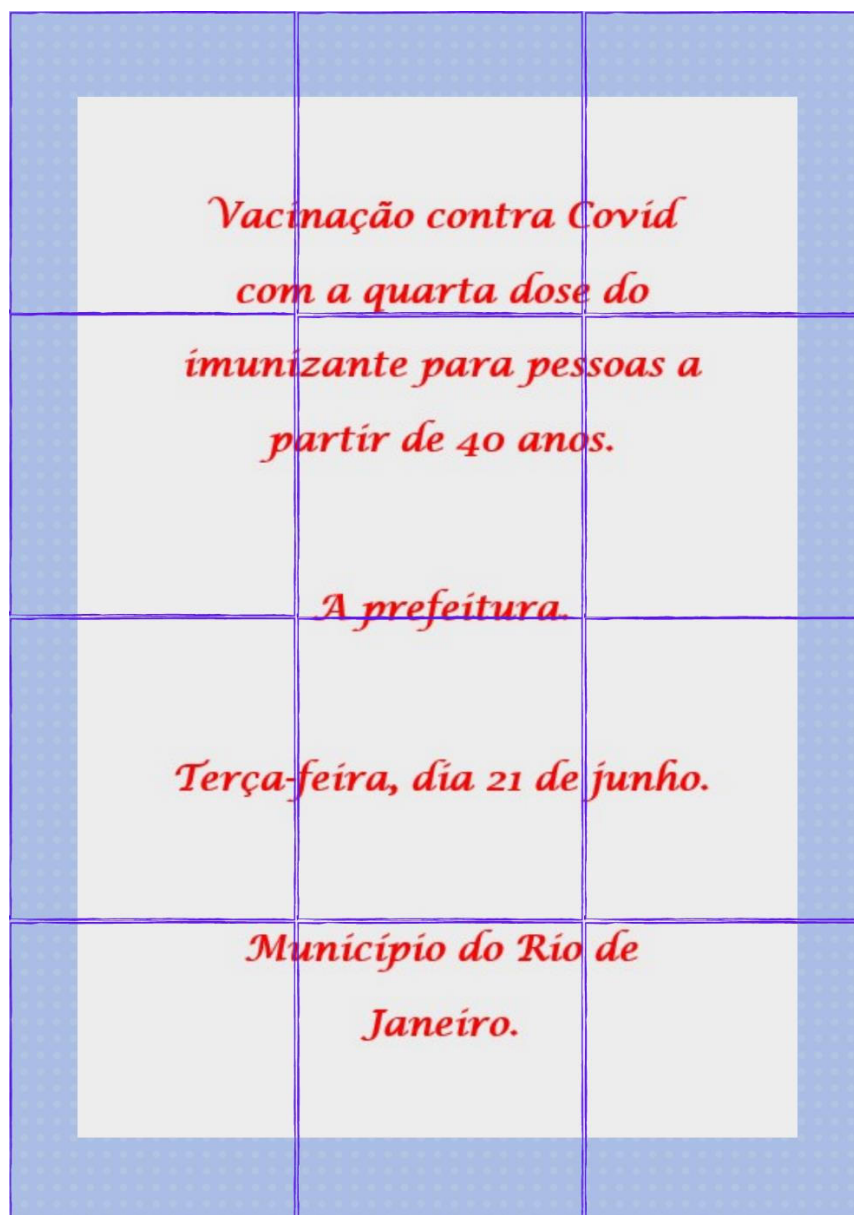 Vacinação contra Covid
com a quarta dose do
imunizante para pessoas a
partir de 40 anos.
A prefeitura.
Terça-feira, dia 21 de junho.
Município do Rio de
Janeiro.